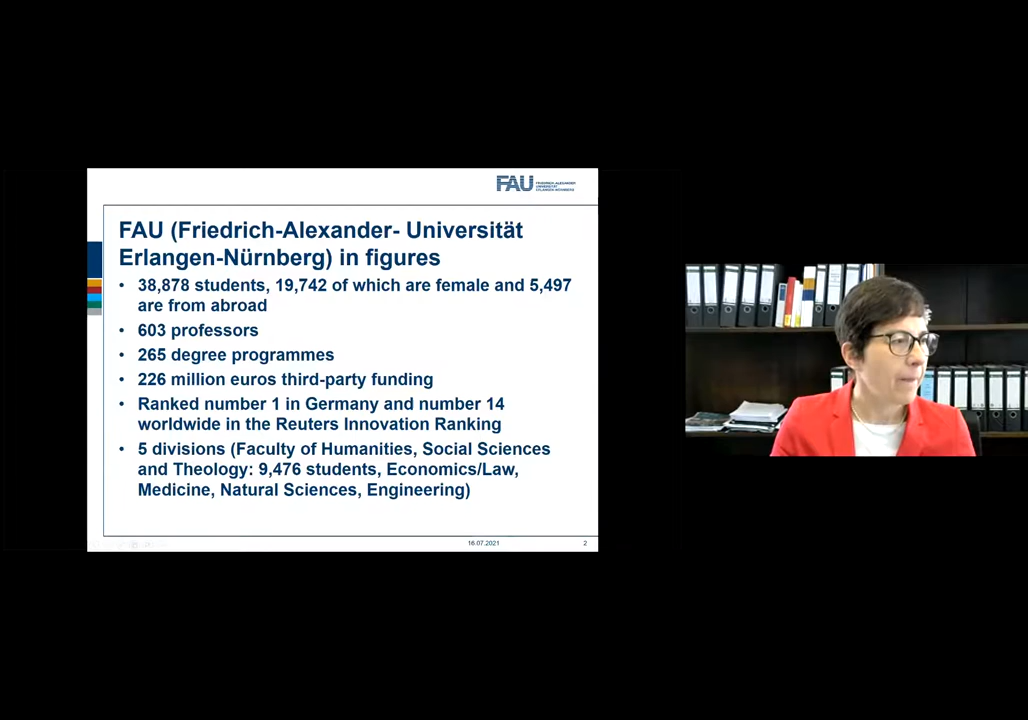 FAU FRIEDRICH-ALEXANDER
UNIVERSITÄT
ERLANGEN-NÜRNBERG
FAU (Friedrich-Alexander- Universität
Erlangen-Nürnberg) in figures
• 38,878 students, 19,742 of which are female and 5,497
are from abroad
• 603 professors
• 265 degree programmes
• 226 million euros third-party funding
• Ranked number 1 in Germany and number 14
worldwide in the Reuters Innovation Ranking
• 5 divisions (Faculty of Humanities, Social Sciences
and Theology: 9,476 students, Economics/Law,
Medicine, Natural Sciences, Engineering)
16.07.2021 2